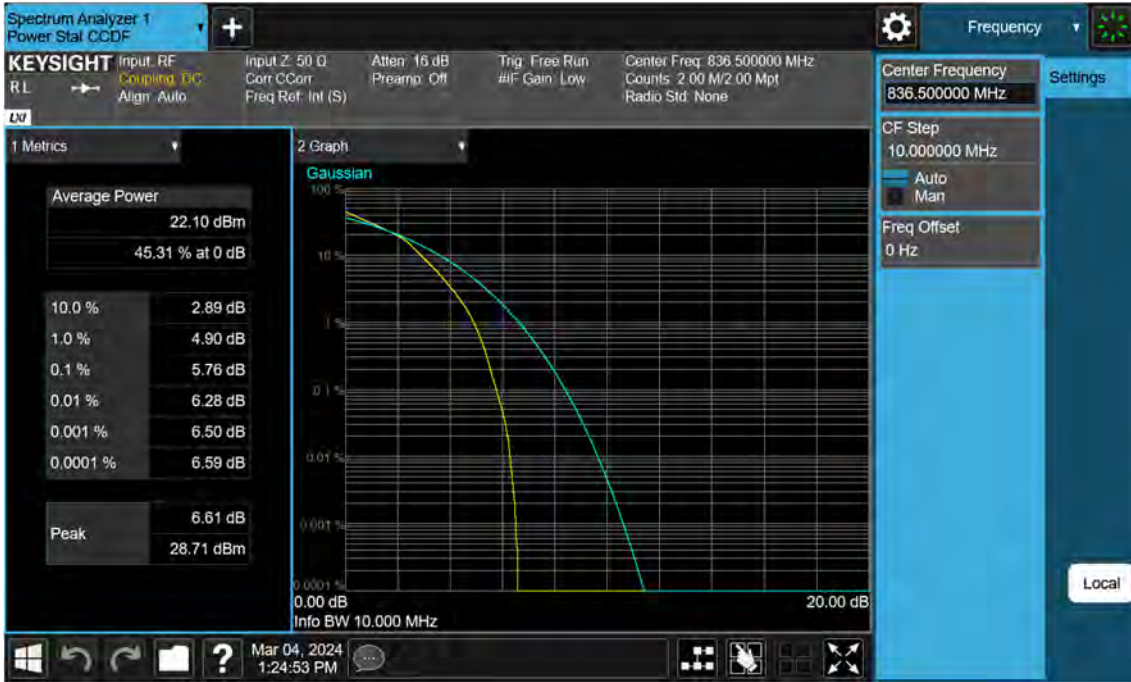 Spectrum Analyzer 1
Power Stat CCDF
Frequency
KEYSIGHT
RL
LXI
Input: RF
Coupling: DC
Align: Auto
Input Z: 50 Ω
Corr CCorr
Freq Ref: Int (S)
Atten: 16 dB
Preamp: Off
Trig: Free Run
#IF Gain: Low
Center Freq: 836.500000 MHz
Counts: 2.00 M/2.00 Mpt
Radio Std: None
Center Frequency
836.500000 MHz
Settings
CF Step
10.000000 MHz
Auto
Man
Freq Offset
0 Hz
1 Metrics
Average Power
22.10 dBm
45.31 % at 0 dB
10.0 % 2.89 dB
1.0 % 4.90 dB
0.1 % 5.76 dB
0.01 % 6.28 dB
0.001 % 6.50 dB
0.0001 % 6.59 dB
Peak
6.61 dB
28.71 dBm
2 Graph
Gaussian
100 %
10 %
1 %
0.1 %
0.01 %
0.001 %
0.0001 %
0.00 dB
20.00 dB
Info BW 10.000 MHz
Local
?
Mar 04, 2024
1:24:53 PM